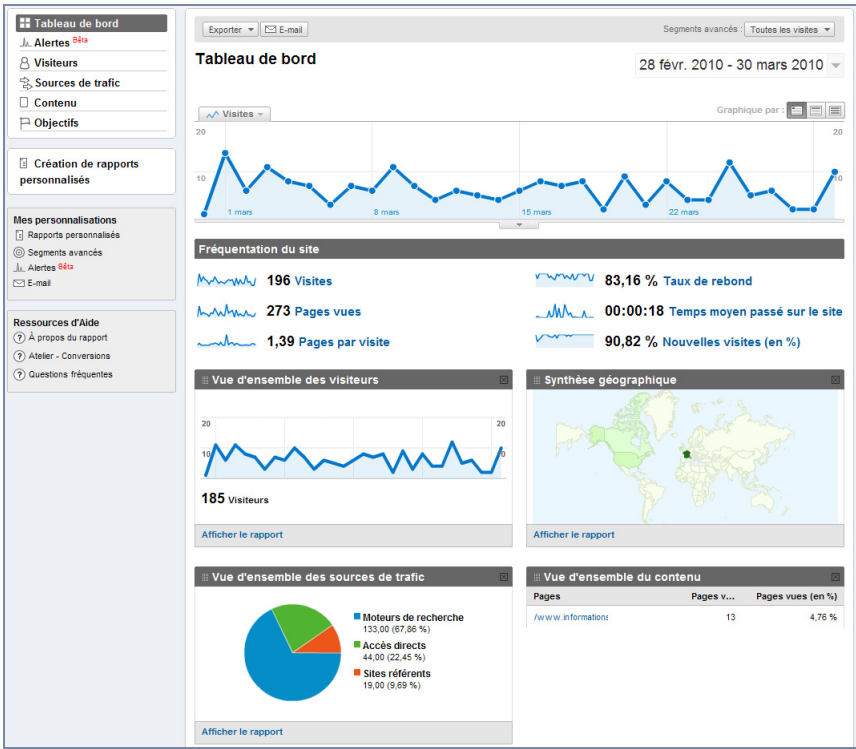 Tableau de bord
Alertes Bêta
Visiteurs
Sources de trafic
Contenu
Objectifs
Création de rapports
personnalisés
Mes personnalisations
Rapports personnalisés
Segments avancés
Alertes Bêta
E-mail
Ressources d'Aide
? À propos du rapport
? Atelier - Conversions
? Questions fréquentes
Exporter E-mail Segments avancés : Toutes les visites
Tableau de bord
28 févr. 2010 - 30 mars 2010
Visites Graphique par :
20 20
10 10
1 mars 8 mars 15 mars 22 mars
Fréquentation du site
196 Visites
83,16 % Taux de rebond
273 Pages vues
00:00:18 Temps moyen passé sur le site
1,39 Pages par visite
90,82 % Nouvelles visites (en %)
Vue d'ensemble des visiteurs
20 20
10 10
185 Visiteurs
Afficher le rapport
Synthèse géographique
Afficher le rapport
Vue d'ensemble des sources de trafic
Moteurs de recherche
133,00 (67,86 %)
Accès directs
44,00 (22,45 %)
Sites référents
19,00 (9,69 %)
Afficher le rapport
Vue d'ensemble du contenu
Pages Pages v... Pages vues (en %)
/www.informations 13 4,76 %